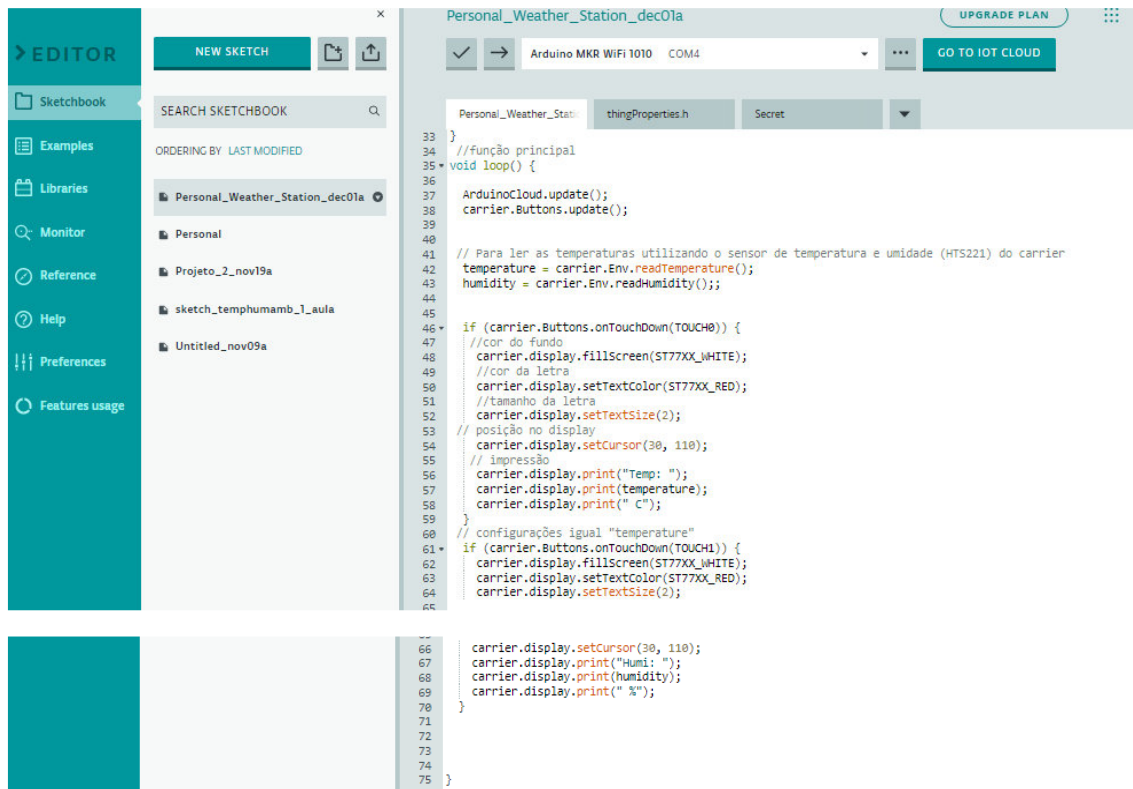 ×
Personal_Weather_Station_dec01a
UPGRADE PLAN
>EDITOR
NEW SKETCH
Arduino MKR WiFi 1010 COM4
GO TO IOT CLOUD
Sketchbook
Examples
Libraries
Monitor
Reference
Help
Preferences
Features usage
SEARCH SKETCHBOOK
ORDERING BY LAST MODIFIED
Personal_Weather_Station_dec01a
Personal
Projeto_2_nov19a
sketch_temphumamb_1_aula
Untitled_nov09a
Personal_Weather_Stati
thingProperties.h
Secret
33 }
34 //função principal
35 void loop() {
36
37 ArduinoCloud.update();
38 carrier.Buttons.update();
39
40
41 // Para ler as temperaturas utilizando o sensor de temperatura e umidade (HTS221) do carrier
42 temperature = carrier.Env.readTemperature();
43 humidity = carrier.Env.readHumidity();;
44
45
46 if (carrier.Buttons.onTouchDown(TOUCH0)) {
47 //cor do fundo
48 carrier.display.fillScreen(ST77XX_WHITE);
49 //cor da letra
50 carrier.display.setTextColor(ST77XX_RED);
51 //tamanho da letra
52 carrier.display.setTextSize(2);
53 // posição no display
54 carrier.display.setCursor(30, 110);
55 // impressão
56 carrier.display.print("Temp: ");
57 carrier.display.print(temperature);
58 carrier.display.print(" C");
59 }
60 // configurações igual "temperature"
61 if (carrier.Buttons.onTouchDown(TOUCH1)) {
62 carrier.display.fillScreen(ST77XX_WHITE);
63 carrier.display.setTextColor(ST77XX_RED);
64 carrier.display.setTextSize(2);
65
66 carrier.display.setCursor(30, 110);
67 carrier.display.print("Humi: ");
68 carrier.display.print(humidity);
69 carrier.display.print(" %");
70 }
71
72
73
74
75 }